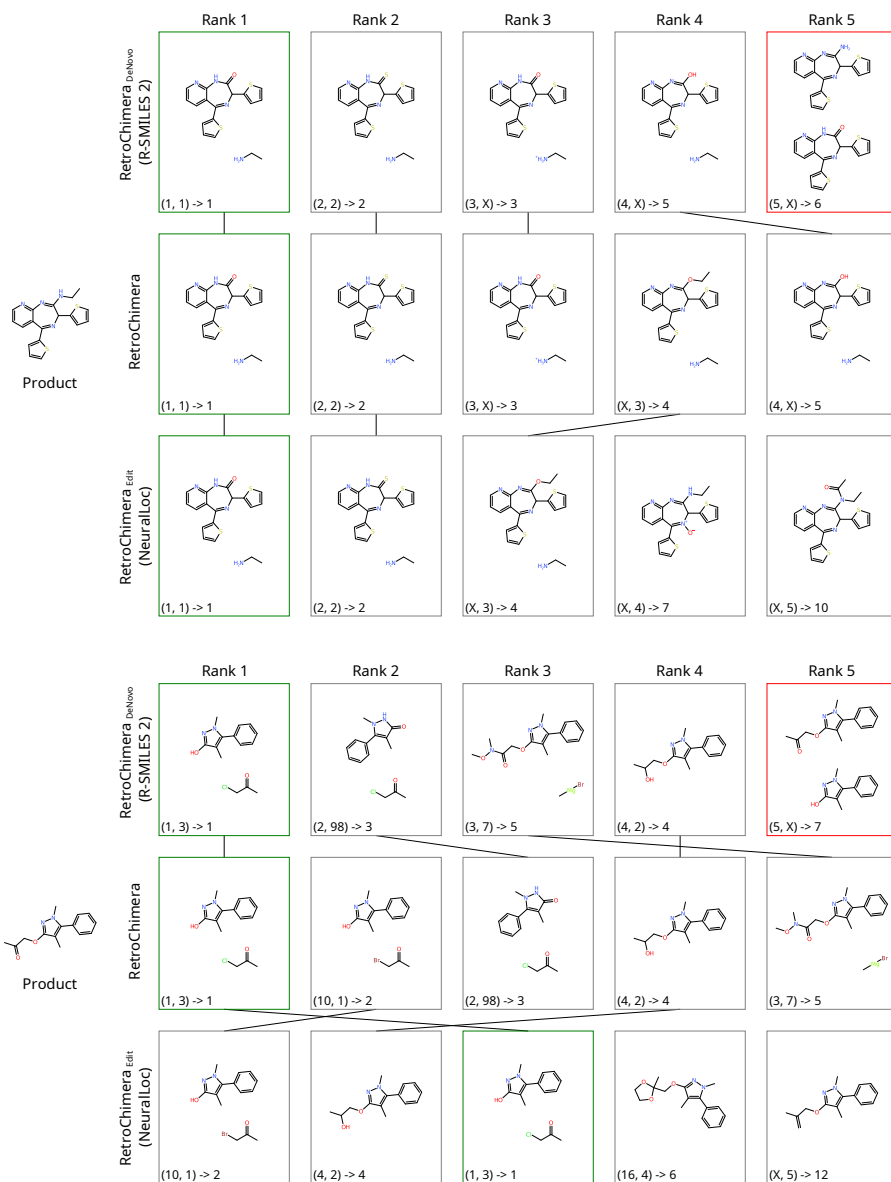 Rank 1 Rank 2 Rank 3 Rank 4 Rank 5
RetroChimera DeNovo
(R-SMILES 2)
(1, 1) -> 1 (2, 2) -> 2 (3, X) -> 3 (4, X) -> 5 (5, X) -> 6
Product
RetroChimera
(1, 1) -> 1 (2, 2) -> 2 (3, X) -> 3 (X, 3) -> 4 (4, X) -> 5
RetroChimera Edit
(NeuralLoc)
(1, 1) -> 1 (2, 2) -> 2 (X, 3) -> 4 (X, 4) -> 7 (X, 5) -> 10
Rank 1 Rank 2 Rank 3 Rank 4 Rank 5
RetroChimera DeNovo
(R-SMILES 2)
(1, 3) -> 1 (2, 98) -> 3 (3, 7) -> 5 (4, 2) -> 4 (5, X) -> 7
Product
RetroChimera
(1, 3) -> 1 (10, 1) -> 2 (2, 98) -> 3 (4, 2) -> 4 (3, 7) -> 5
RetroChimera Edit
(NeuralLoc)
(10, 1) -> 2 (4, 2) -> 4 (1, 3) -> 1 (16, 4) -> 6 (X, 5) -> 12